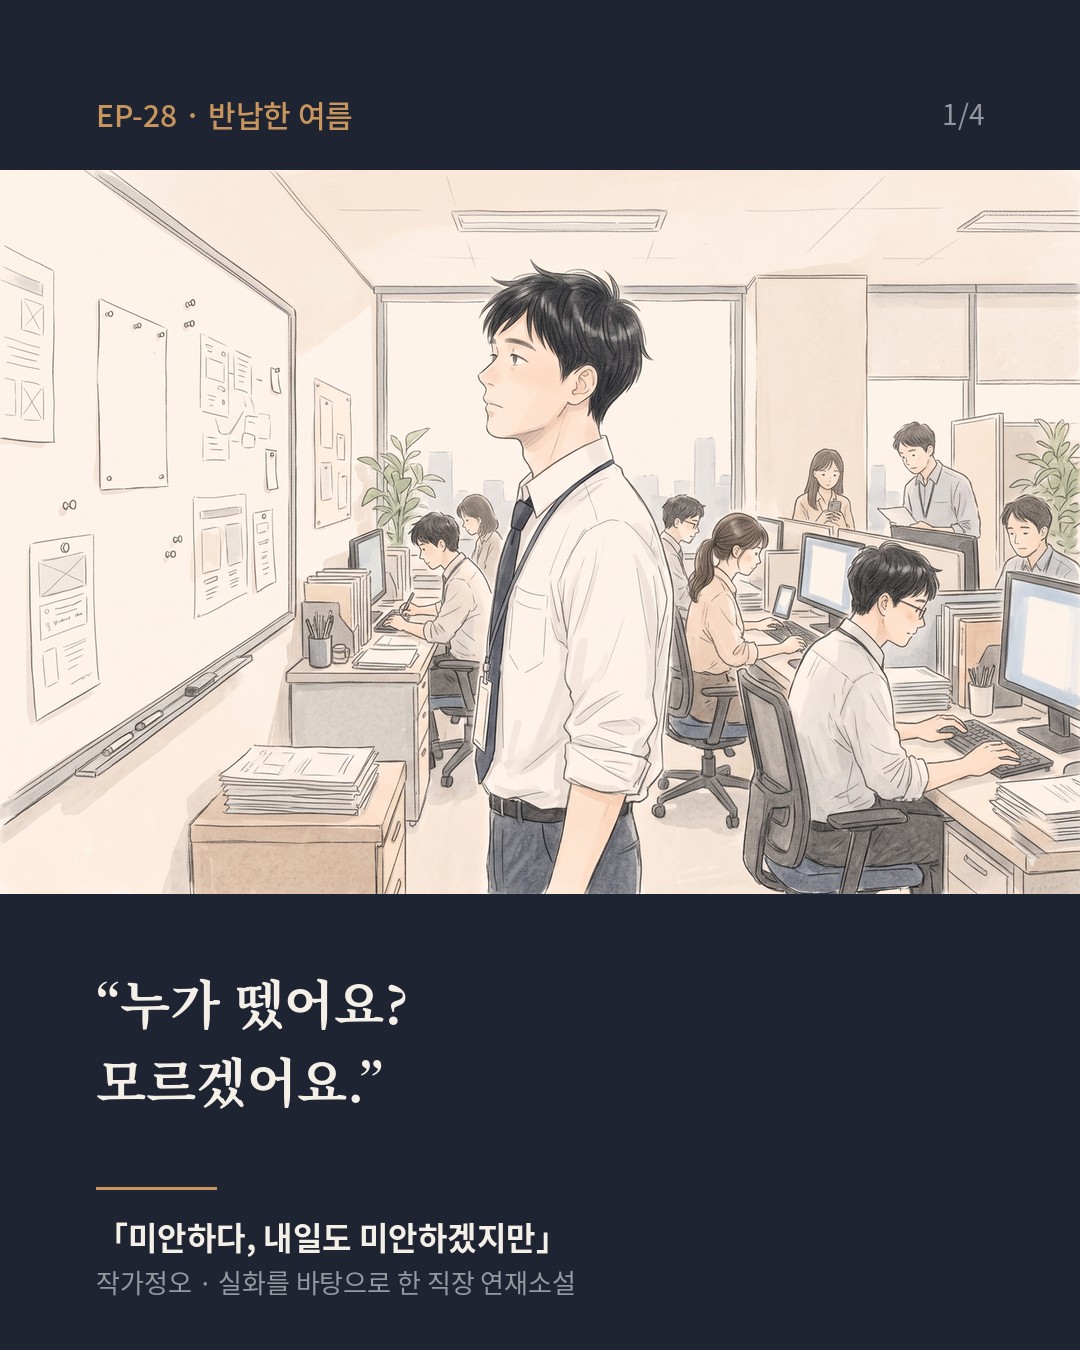 EP-28 · 반납한 여름
1/4
“누가 뗐어요?
모르겠어요.”
「미안하다, 내일도 미안하겠지만」
작가정오 · 실화를 바탕으로 한 직장 연재소설